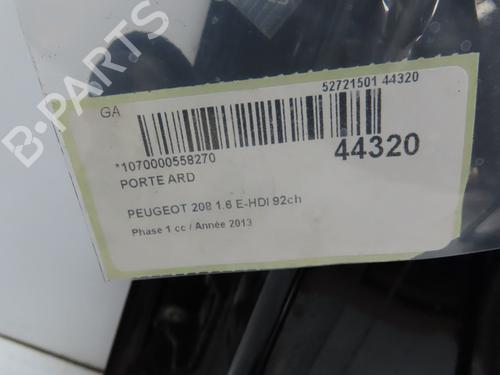 B-PARTS
GA
52721501 44320
*1070000558270
44320
PORTE ARD
PEUGEOT 208 1.6 E-HDI 92ch
Phase 1 cc / Année 2013